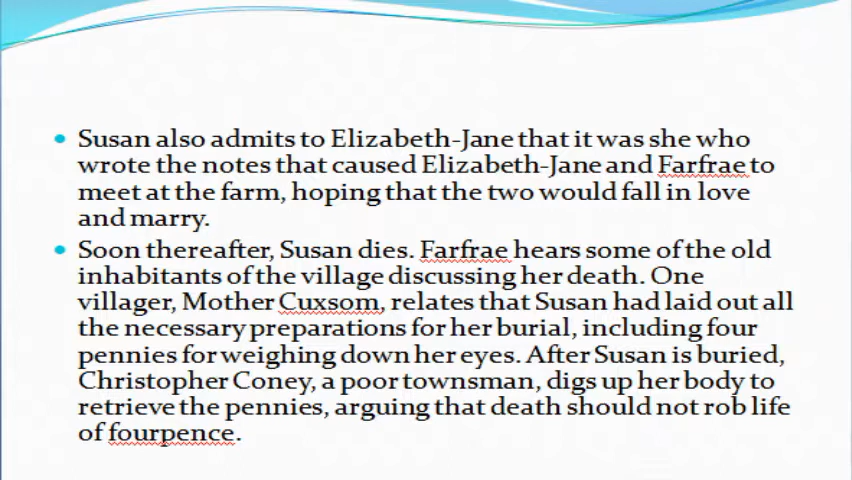 Susan also admits to Elizabeth-Jane that it was she who
wrote the notes that caused Elizabeth-Jane and Farfrae to
meet at the farm, hoping that the two would fall in love
and marry.
Soon thereafter, Susan dies. Farfrae hears some of the old
inhabitants of the village discussing her death. One
villager, Mother Cuxsom, relates that Susan had laid out all
the necessary preparations for her burial, including four
pennies for weighing down her eyes. After Susan is buried,
Christopher Coney, a poor townsman, digs up her body to
retrieve the pennies, arguing that death should not rob life
of fourpence.